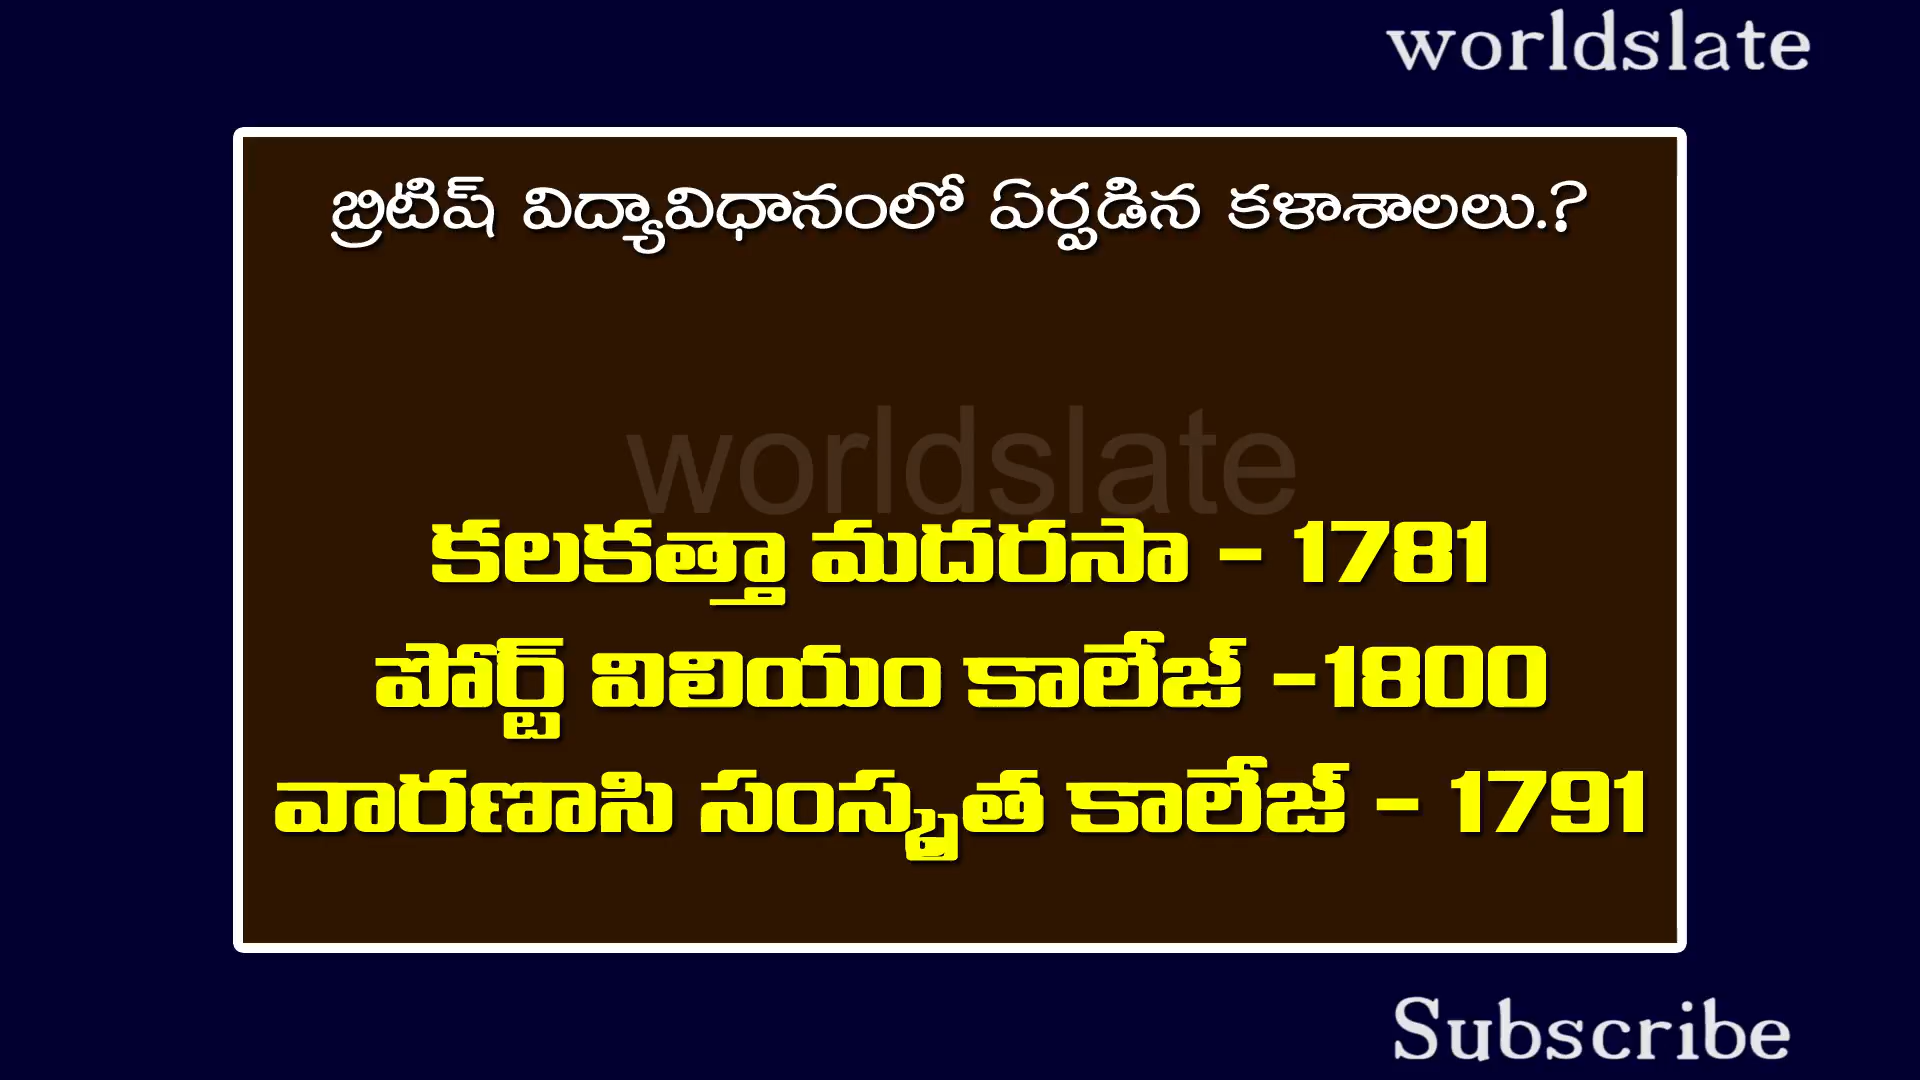 worldslate
బ్రిటిష్ విద్యావిధానంలో ఏర్పడిన కళాశాలలు.?
worldslate
కలకత్తా మదరసా - 1781
పోర్ట్ విలియం కాలేజ్ -1800
వారణాసి సంస్కృత కాలేజ్ - 1791
Subscribe